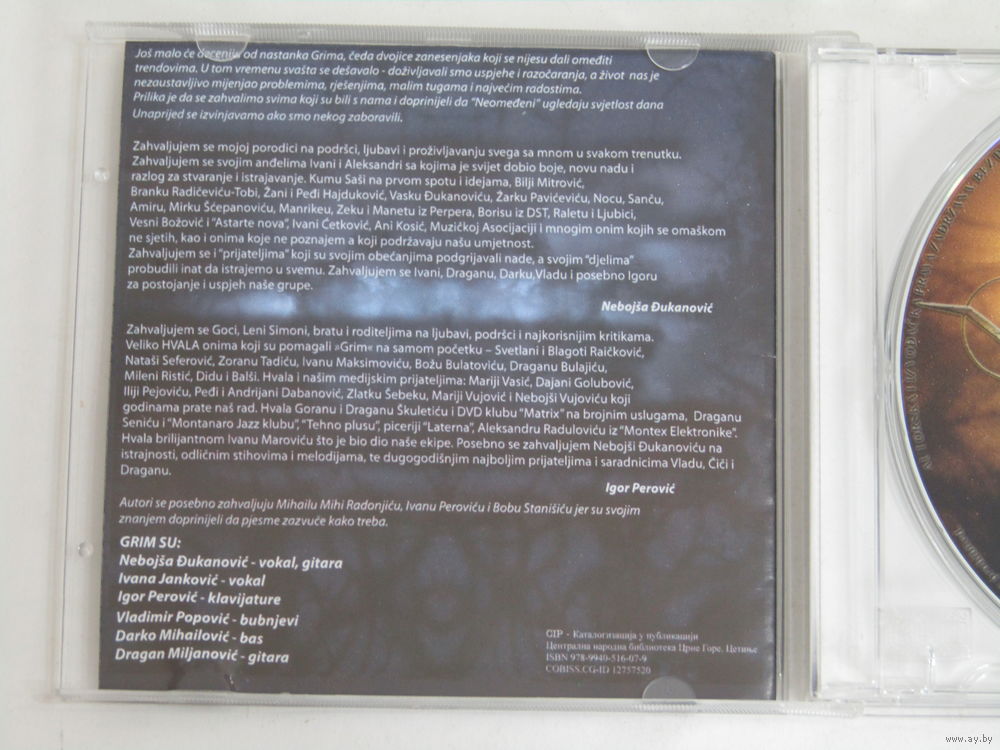 Još malo će decenija od nastanka Grima, čeda dvojice zanesenjaka koji se nijesu dali omeđiti
trendovima. U tom vremenu svašta se dešavalo - doživljavali smo uspjehe i razočaranja, a život nas je
nezaustavljivo mijenjao problemima, rješenjima, malim tugama i najvećim radostima.
Prilika je da se zahvalimo svima koji su bili s nama i doprinijeli da "Neomeđeni" ugledaju svjetlost dana
Unaprijed se izvinjavamo ako smo nekog zaboravili.
Zahvaljujem se mojoj porodici na podršci, ljubavi i proživljavanju svega sa mnom u svakom trenutku.
Zahvaljujem se svojim anđelima Ivani i Aleksandri sa kojima je svijet dobio boje, novu nadu i
razlog za stvaranje i istrajavanje. Kumu Saši na prvom spotu i idejama, Bilji Mitrović,
Branku Radičeviću-Tobi, Žani i Peđi Hajduković, Vasku Đukanoviću, Žarku Pavićeviću, Nocu, Sanču,
Amiru, Mirku Šćepanoviću, Manrikeu, Zeku i Manetu iz Perpera, Borisu iz DST, Raletu i Ljubici,
Vesni Božović i "Astarte nova", Ivani Ćetković, Ani Kosić, Muzičkoj Asocijaciji i mnogim onim kojih se omaškom
ne sjetih, kao i onima koje ne poznajem a koji podržavaju našu umjetnost.
Zahvaljujem se i "prijateljima" koji su svojim obećanjima podgrijavali nade, a svojim "djelima"
probudili inat da istrajemo u svemu. Zahvaljujem se Ivani, Draganu, Darku, Vladu i posebno Igoru
za postojanje i uspjeh naše grupe.
Nebojša Đukanović
Zahvaljujem se Goci, Leni Simoni, bratu i roditeljima na ljubavi, podršci i najkorisnijim kritikama.
Veliko HVALA onima koji su pomagali »Grim« na samom početku – Svetlani i Blagoti Raičković,
Nataši Seferović, Zoranu Tadiću, Ivanu Maksimoviću, Božu Bulatoviću, Draganu Bulajiću,
Mileni Ristić, Didu i Balši. Hvala i našim medijskim prijateljima: Mariji Vasić, Dajani Golubović,
Iliji Pejoviću, Peđi i Andrijani Dabanović, Zlatku Šebeku, Mariji Vujović i Nebojši Vujoviću koji
godinama prate naš rad. Hvala Goranu i Draganu Škuletiću i DVD klubu "Matrix" na brojnim uslugama, Draganu
Seniću i "Montanaro Jazz klubu", "Tehno plusu", piceriji "Laterna", Aleksandru Raduloviću iz "Montex Elektronike".
Hvala brilijantnom Ivanu Maroviću što je bio dio naše ekipe. Posebno se zahvaljujem Nebojši Đukanoviću na
istrajnosti, odličnim stihovima i melodijama, te dugogodišnjim najboljim prijateljima i saradnicima Vladu, Ćići i
Draganu.
Igor Perović
Autori se posebno zahvaljuju Mihailu Mihi Radonjiću, Ivanu Peroviću i Bobu Stanišiću jer su svojim
znanjem doprinijeli da pjesme zazvuče kako treba.
GRIM SU:
Nebojša Đukanović - vokal, gitara
Ivana Janković - vokal
Igor Perović - klavijature
Vladimir Popović - bubnjevi
Darko Mihailović - bas
Dragan Miljanović - gitara
CIP - Каталогизација у публикацији
Централна народна библиотека Црне Горе, Цетиње
ISBN 978-9940-516-07-9
COBISS.CG-ID 12757520
www.ay.by